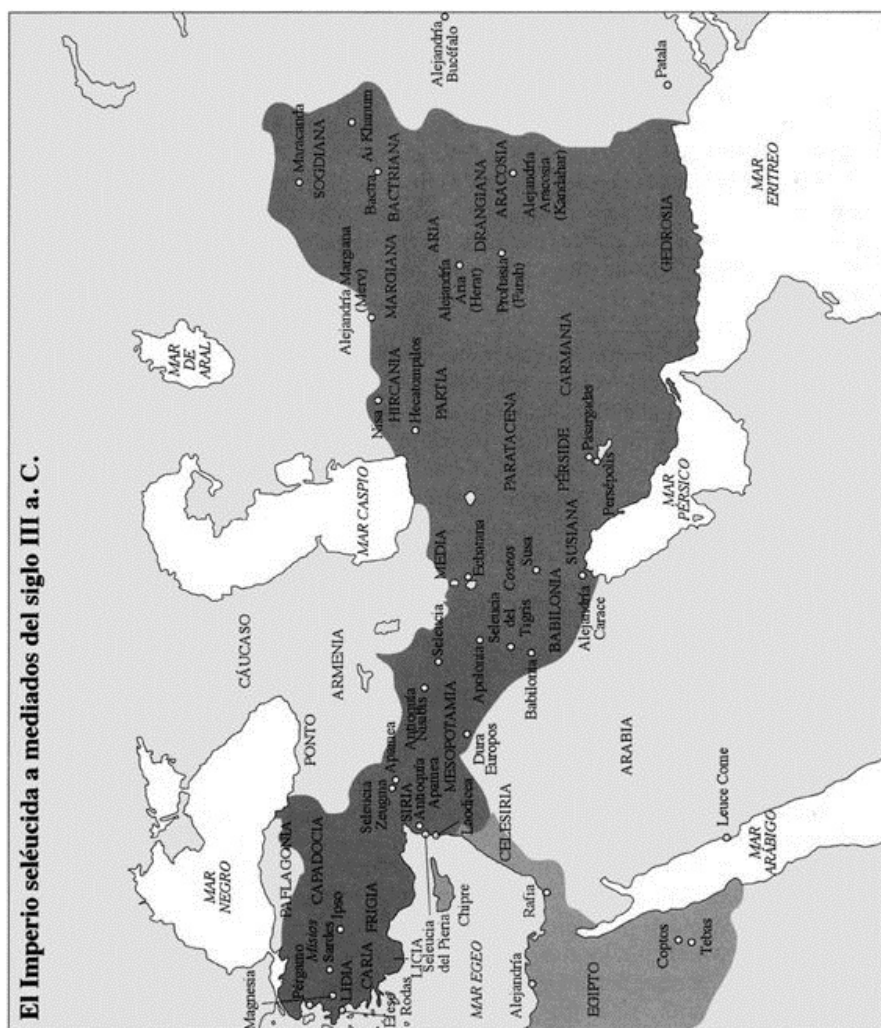 El Imperio seléucida a mediados del siglo III a. C.
MAR
NEGRO
CÁUCASO
PONTO
ARMENIA
MAR CASPIO
MAR
DE
ARAL
Maracanda
SOGDIANA
Ai Khanum
Bactra
BACTRIANA
Alejandría
Bucéfalo
Patala
Alejandría Margiana
(Merv)
MARGIANA
ARIA
Alejandría
Aria
(Herat)
DRANGIANA
Proftasia
(Farah)
ARACOSIA
Alejandría
Aracosia
(Kandahar)
GEDROSIA
MAR
ERITREO
Nisa
HIRCANIA
Hecatompilos
PARTIA
PARATACENA
CARMANIA
PÉRSIDE
Pasargadas
Persépolis
MAR
PÉRSICO
MEDIA
Ecbatana
Coseos
Susa
SUSIANA
Seleucia
Seleucia
del
Tigris
BABILONIA
Alejandría
Carace
Apolonia
Babilonia
Antioquía
Nisibis
MESOPOTAMIA
Dura
Europos
ARABIA
Leuce Come
MAR
ARÁBIGO
Apamea
Seleucia
Zeugma
SIRIA
Antioquía
Apamea
Laodicea
CELESIRIA
PAFLAGONIA
CAPADOCIA
Magnesia
Pérgamo
Misios
Sardes
Ipso
LIDIA
FRIGIA
CARIA
LICIA
Éfeso
Rodas
Seleucia
del Pieria
Chipre
MAR EGEO
Rafia
Alejandría
EGIPTO
Coptos
Tebas